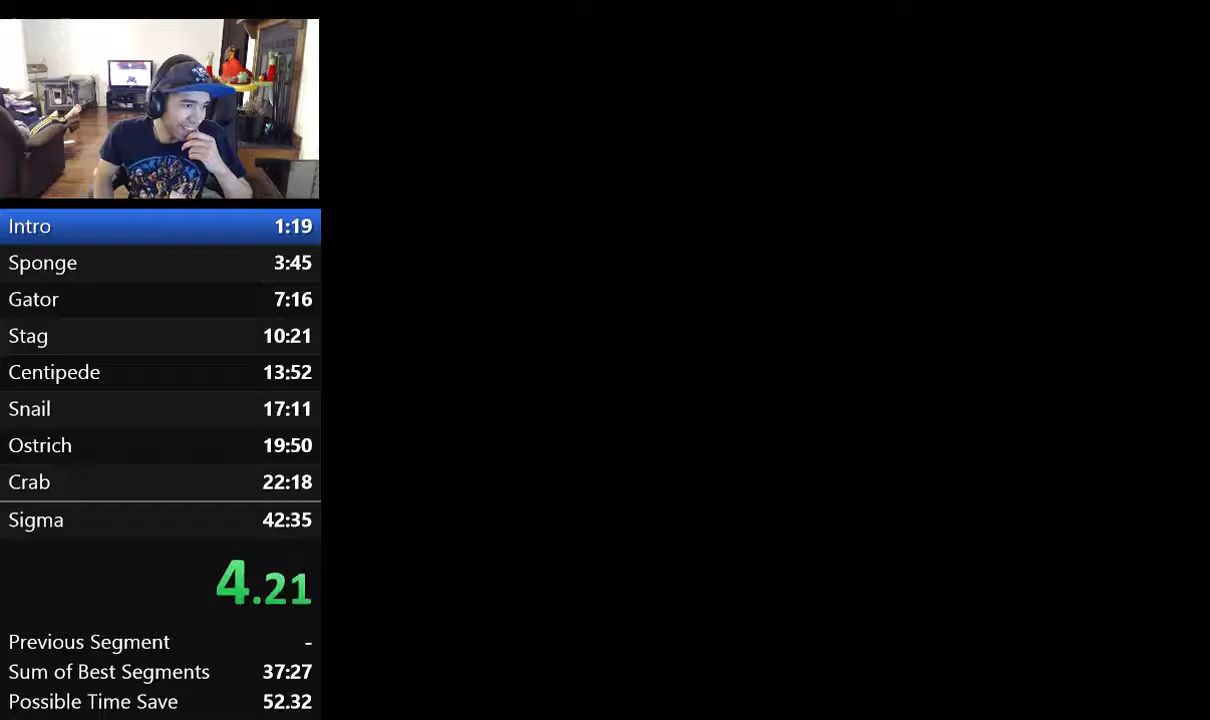 Intro 1:19
Sponge 3:45
Gator 7:16
Stag 10:21
Centipede 13:52
Snail 17:11
Ostrich 19:50
Crab 22:18
Sigma 42:35
4.21
Previous Segment -
Sum of Best Segments 37:27
Possible Time Save 52.32